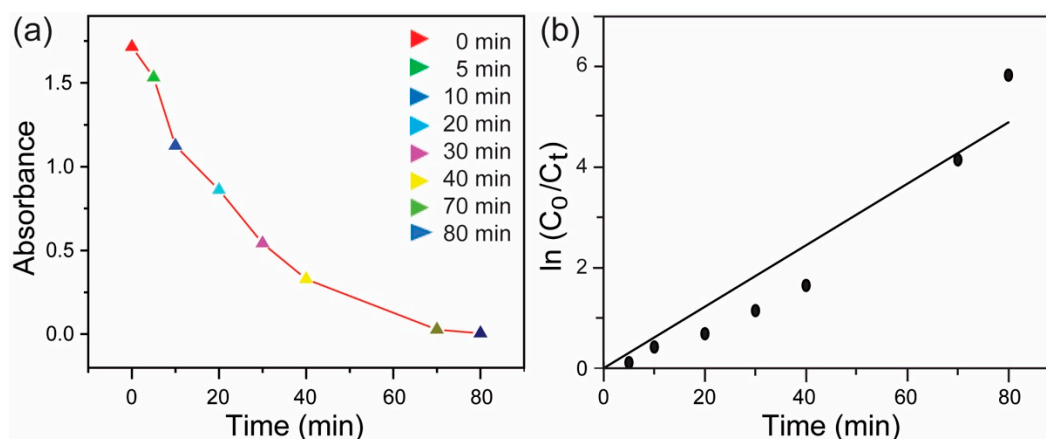 (a)
Absorbance
1.5
1.0
0.5
0.0
0 20 40 60 80
Time (min)
0 min
5 min
10 min
20 min
30 min
40 min
70 min
80 min
(b)
ln (C₀/Cₜ)
6
4
2
0
0 20 40 60 80
Time (min)